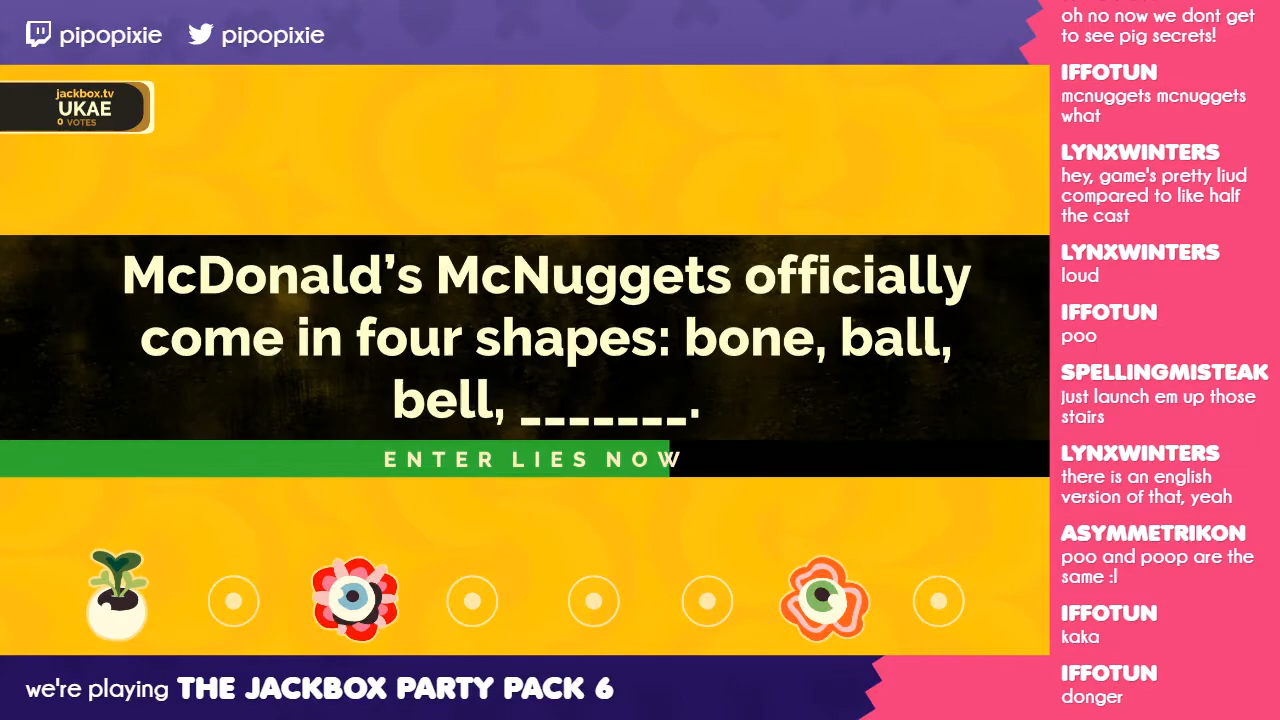 pipopixie pipopixie
jackbox.tv
UKAE
0 VOTES
McDonald's McNuggets officially
come in four shapes: bone, ball,
bell, _______.
ENTER LIES NOW
we're playing THE JACKBOX PARTY PACK 6
oh no now we dont get
to see pig secrets!
IFFOTUN
mcnuggets mcnuggets
what
LYNXWINTERS
hey, game's pretty liud
compared to like half
the cast
LYNXWINTERS
loud
IFFOTUN
poo
SPELLINGMISTEAK
just launch em up those
stairs
LYNXWINTERS
there is an english
version of that, yeah
ASYMMETRIKON
poo and poop are the
same :l
IFFOTUN
kaka
IFFOTUN
donger